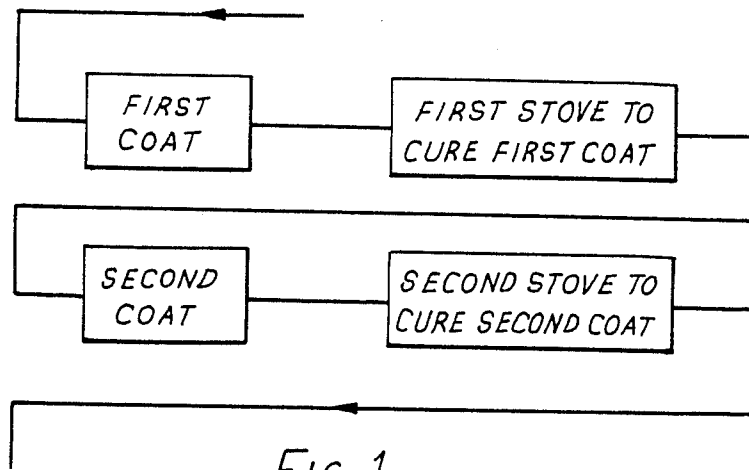 FIRST
COAT
FIRST STOVE TO
CURE FIRST COAT
SECOND
COAT
SECOND STOVE TO
CURE SECOND COAT
FIG. 1